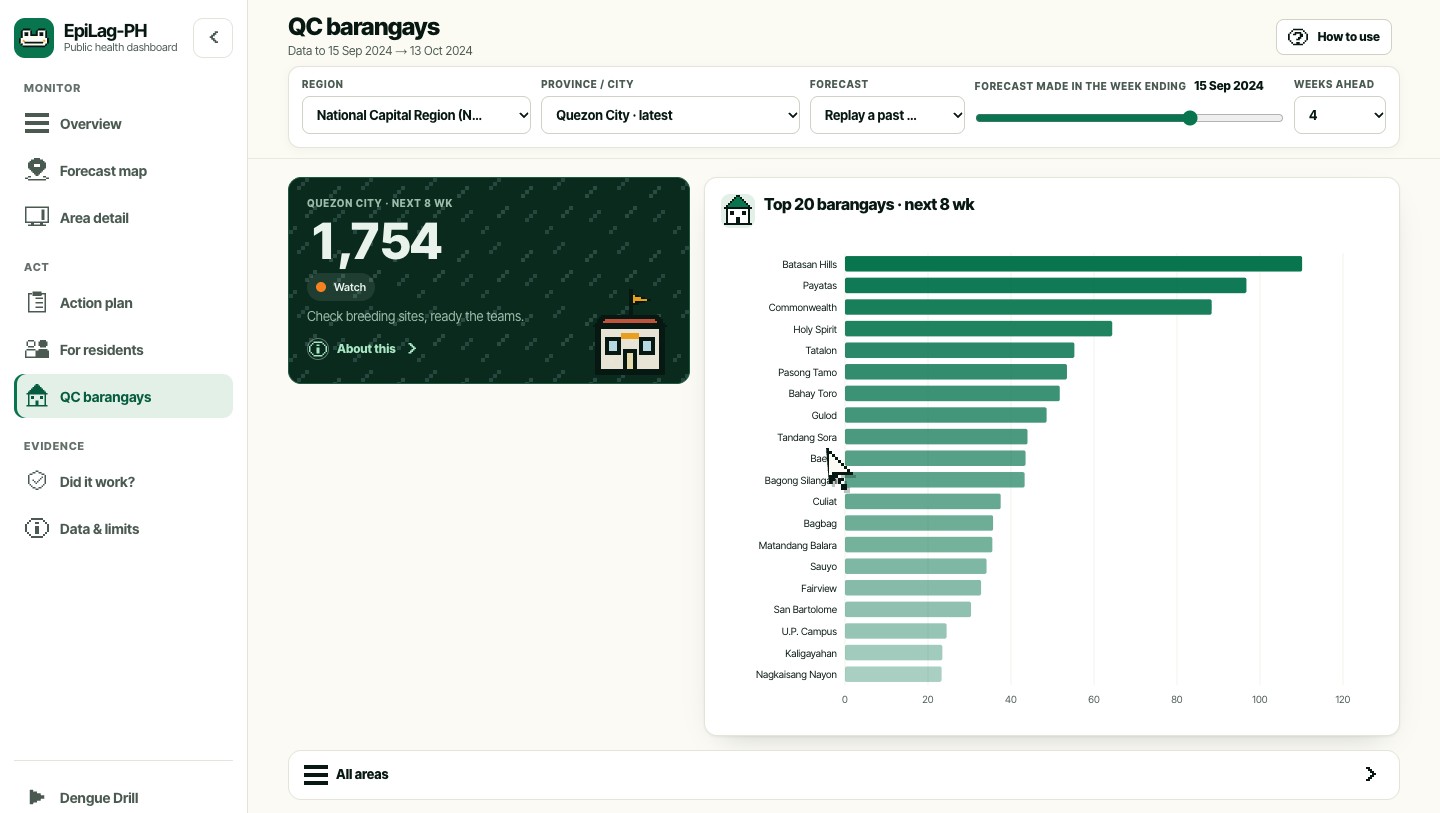 EpiLag-PH
Public health dashboard
MONITOR
Overview
Forecast map
Area detail
ACT
Action plan
For residents
QC barangays
EVIDENCE
Did it work?
Data & limits
Dengue Drill
QC barangays
Data to 15 Sep 2024 → 13 Oct 2024
How to use
REGION
National Capital Region (N...
PROVINCE / CITY
Quezon City · latest
FORECAST
Replay a past ...
FORECAST MADE IN THE WEEK ENDING 15 Sep 2024
WEEKS AHEAD
4
QUEZON CITY · NEXT 8 WK
1,754
Watch
Check breeding sites, ready the teams.
About this
Top 20 barangays · next 8 wk
Batasan Hills
Payatas
Commonwealth
Holy Spirit
Tatalon
Pasong Tamo
Bahay Toro
Gulod
Tandang Sora
Culiat
Bagbag
Matandang Balara
Sauyo
Fairview
San Bartolome
U.P. Campus
Kaligayahan
Nagkaisang Nayon
0 20 40 60 80 100 120
All areas